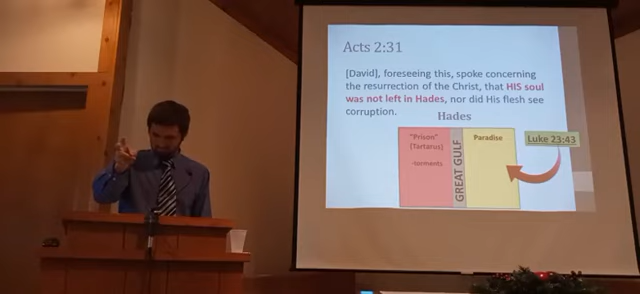 Acts 2:31
[David], foreseeing this, spoke concerning
the resurrection of the Christ, that HIS soul
was not left in Hades, nor did His flesh see
corruption.
Hades
"Prison"
(Tartarus)
-torments
GREAT GULF
Paradise
Luke 23:43